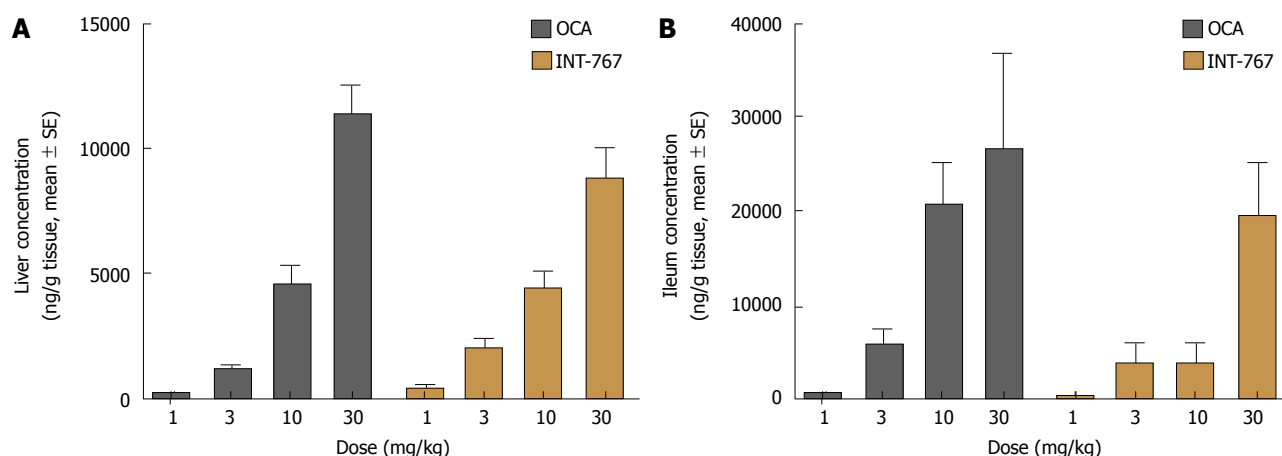 A
15000
10000
5000
0
Liver concentration
(ng/g tissue, mean ± SE)
OCA
INT-767
1 3 10 30 1 3 10 30
Dose (mg/kg)
B
40000
30000
20000
10000
0
Ileum concentration
(ng/g tissue, mean ± SE)
OCA
INT-767
1 3 10 30 1 3 10 30
Dose (mg/kg)